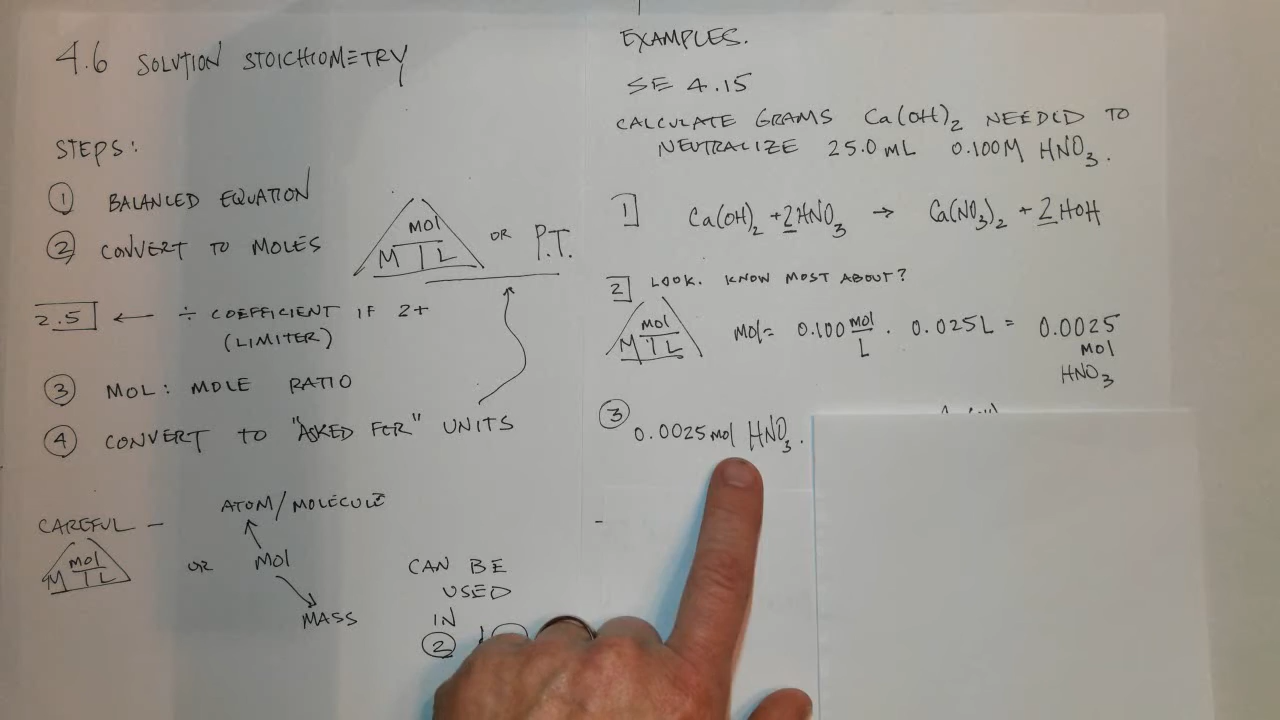 4.6 SOLUTION STOICHIOMETRY
STEPS:
① BALANCED EQUATION
② CONVERT TO MOLES
mol
M L
OR P.T.
2.5 ← ÷ COEFFICIENT IF 2+
(LIMITER)
③ MOL: MOLE RATIO
④ CONVERT TO "ASKED FOR" UNITS
CAREFUL -
mol
M L
OR
ATOM/MOLECULE
mol
MASS
CAN BE
USED
IN
②
EXAMPLES.
SE 4.15
CALCULATE GRAMS Ca(OH)₂ NEEDED TO
NEUTRALIZE 25.0 mL 0.100M HNO₃.
1 Ca(OH)₂ + 2HNO₃ → Ca(NO₃)₂ + 2HOH
2 LOOK. KNOW MOST ABOUT?
mol
M L
mol= 0.100 mol/L · 0.025L = 0.0025
mol
HNO₃
③ 0.0025 mol HNO₃ ·